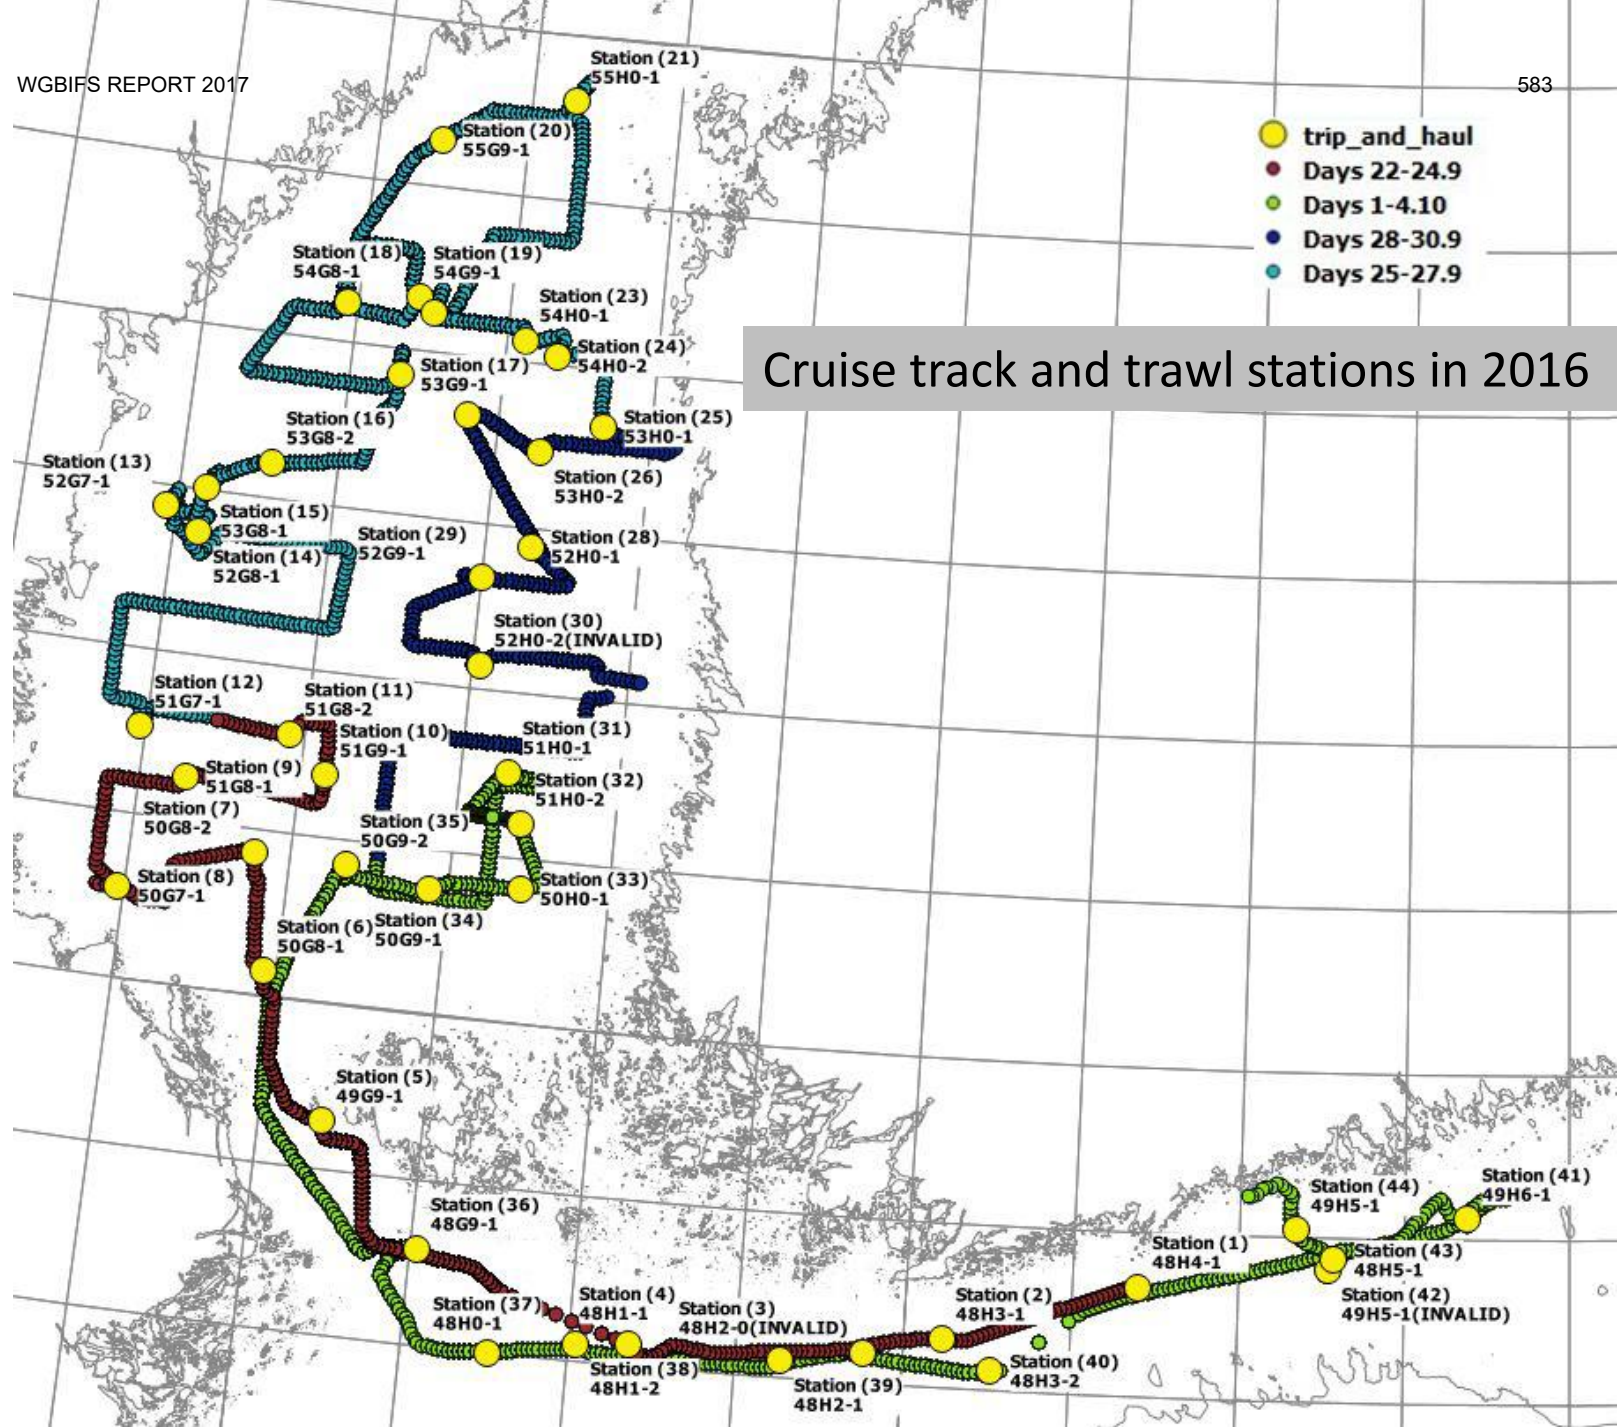 WGBIFS REPORT 2017
583
Station (21)
55H0-1
Station (20)
55G9-1
trip_and_haul
Days 22-24.9
Days 1-4.10
Days 28-30.9
Days 25-27.9
Cruise track and trawl stations in 2016
Station (18)
54G8-1
Station (19)
54G9-1
Station (23)
54H0-1
Station (24)
54H0-2
Station (17)
53G9-1
Station (16)
53G8-2
Station (25)
53H0-1
Station (13)
52G7-1
Station (26)
53H0-2
Station (15)
53G8-1
Station (14)
52G8-1
Station (29)
52G9-1
Station (28)
52H0-1
Station (30)
52H0-2(INVALID)
Station (12)
51G7-1
Station (11)
51G8-2
Station (10)
51G9-1
Station (31)
51H0-1
Station (9)
51G8-1
Station (32)
51H0-2
Station (7)
50G8-2
Station (35)
50G9-2
Station (8)
50G7-1
Station (33)
50H0-1
Station (6)
50G8-1
Station (34)
50G9-1
Station (5)
49G9-1
Station (36)
48G9-1
Station (41)
49H6-1
Station (44)
49H5-1
Station (1)
48H4-1
Station (43)
48H5-1
Station (42)
49H5-1(INVALID)
Station (37)
48H0-1
Station (4)
48H1-1
Station (3)
48H2-0(INVALID)
Station (2)
48H3-1
Station (38)
48H1-2
Station (39)
48H2-1
Station (40)
48H3-2